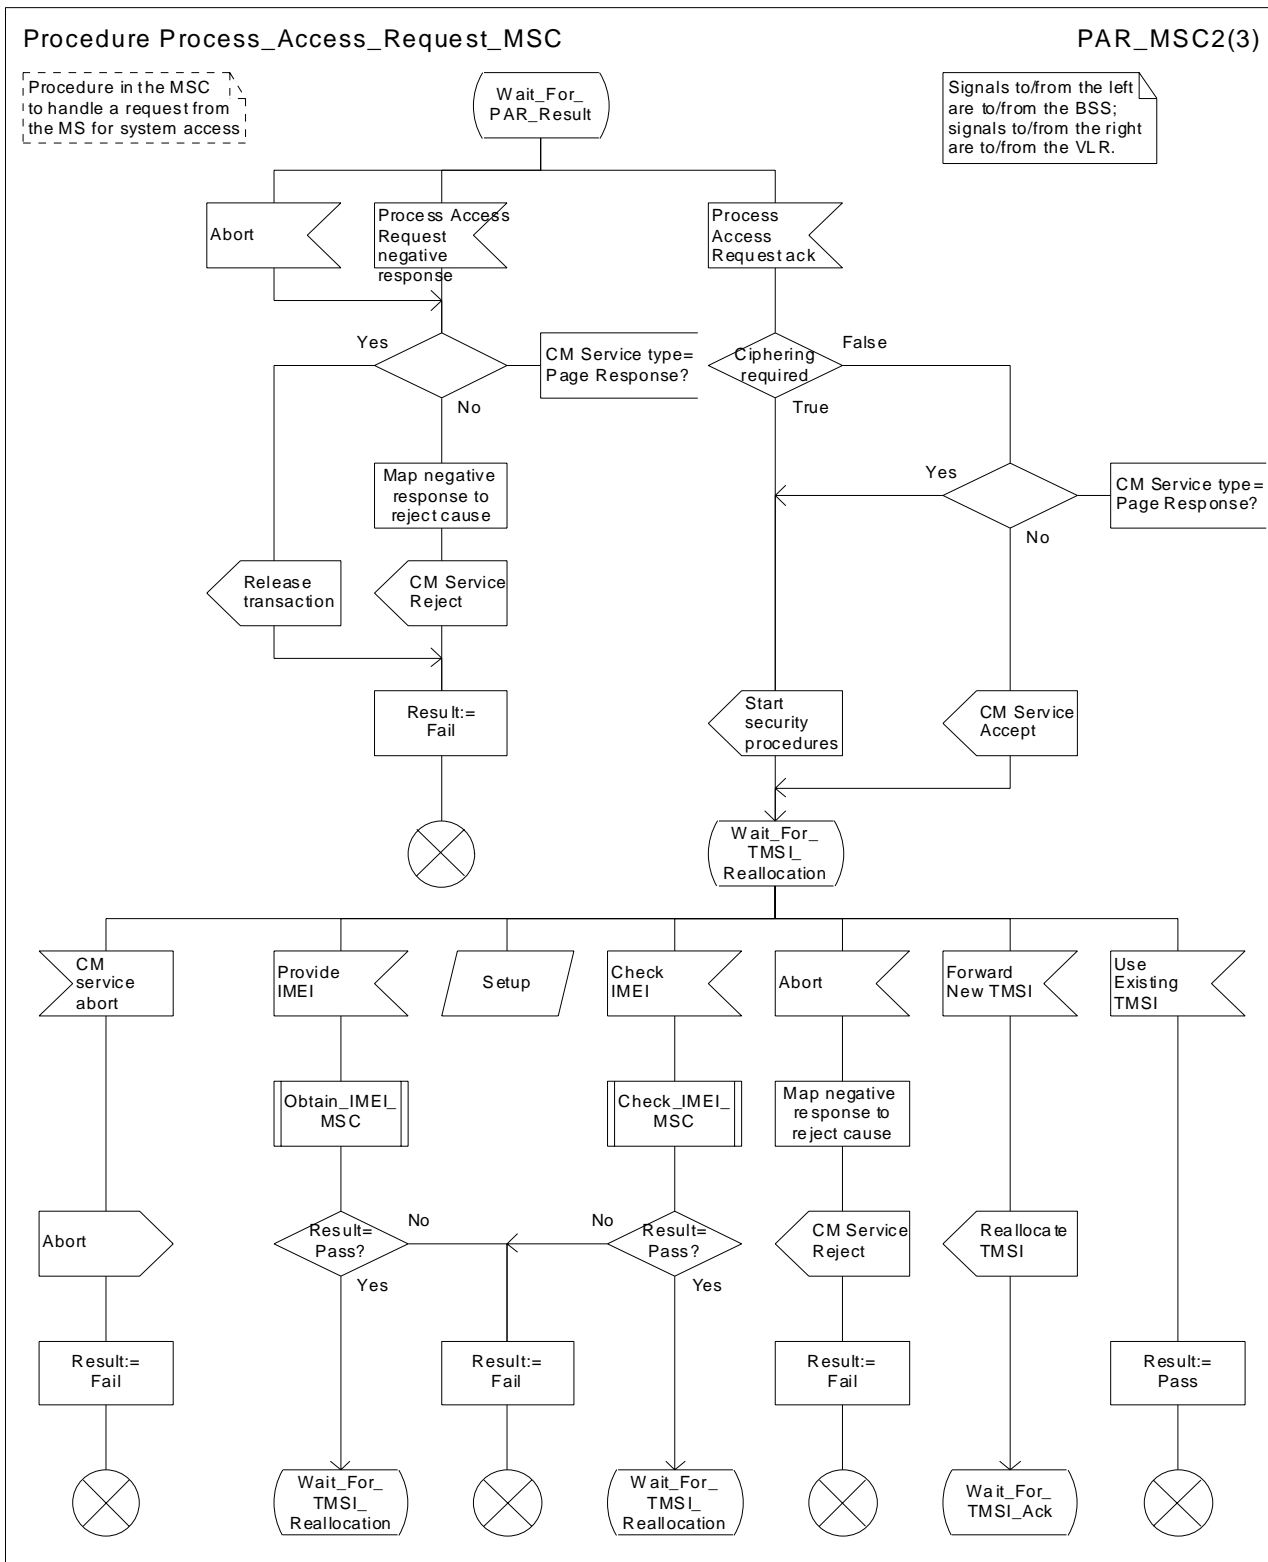 Procedure Process_Access_Request_MSC
PAR_MSC2(3)
Procedure in the MSC
to handle a request from
the MS for system access
Wait_For_
PAR_Result
Signals to/from the left
are to/from the BSS;
signals to/from the right
are to/from the VLR.
Abort
Process Access
Request
negative
response
Process
Access
Request ack
Yes
No
CM Service type=
Page Response?
Ciphering
required
False
True
Yes
No
CM Service type=
Page Response?
Map negative
response to
reject cause
Release
transaction
CM Service
Reject
Result:=
Fail
Start
security
procedures
CM Service
Accept
Wait_For_
TMSI_
Reallocation
CM
service
abort
Provide
IMEI
Setup
Check
IMEI
Abort
Forward
New TMSI
Use
Existing
TMSI
Obtain_IMEI_
MSC
Check_IMEI_
MSC
Map negative
response to
reject cause
Abort
Result=
Pass?
No
Yes
No
Result=
Pass?
Yes
CM Service
Reject
Reallocate
TMSI
Result:=
Fail
Result:=
Fail
Result:=
Fail
Result:=
Pass
Wait_For_
TMSI_
Reallocation
Wait_For_
TMSI_
Reallocation
Wait_For_
TMSI_Ack